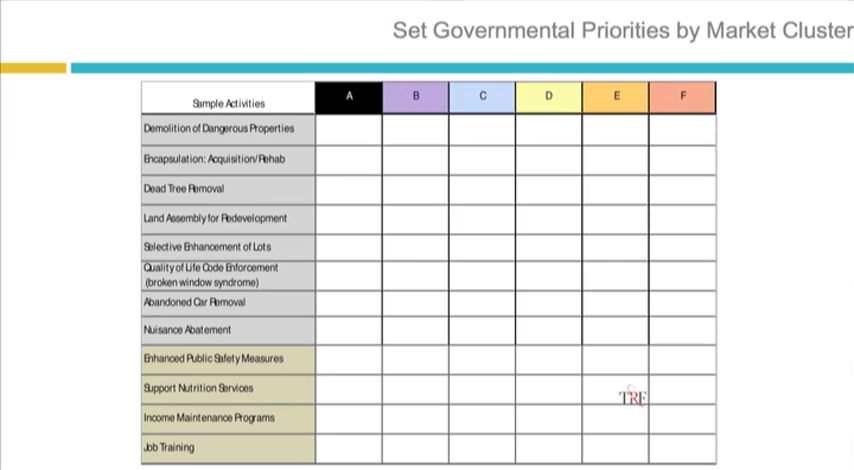 Set Governmental Priorities by Market Cluster
Sample Activities A B C D E F
Demolition of Dangerous Properties
Encapsulation: Acquisition/Rehab
Dead Tree Removal
Land Assembly for Redevelopment
Selective Enhancement of Lots
Quality of Life Code Enforcement
(broken window syndrome)
Abandoned Car Removal
Nuisance Abatement
Enhanced Public Safety Measures
Support Nutrition Services
TRF
Income Maintenance Programs
Job Training